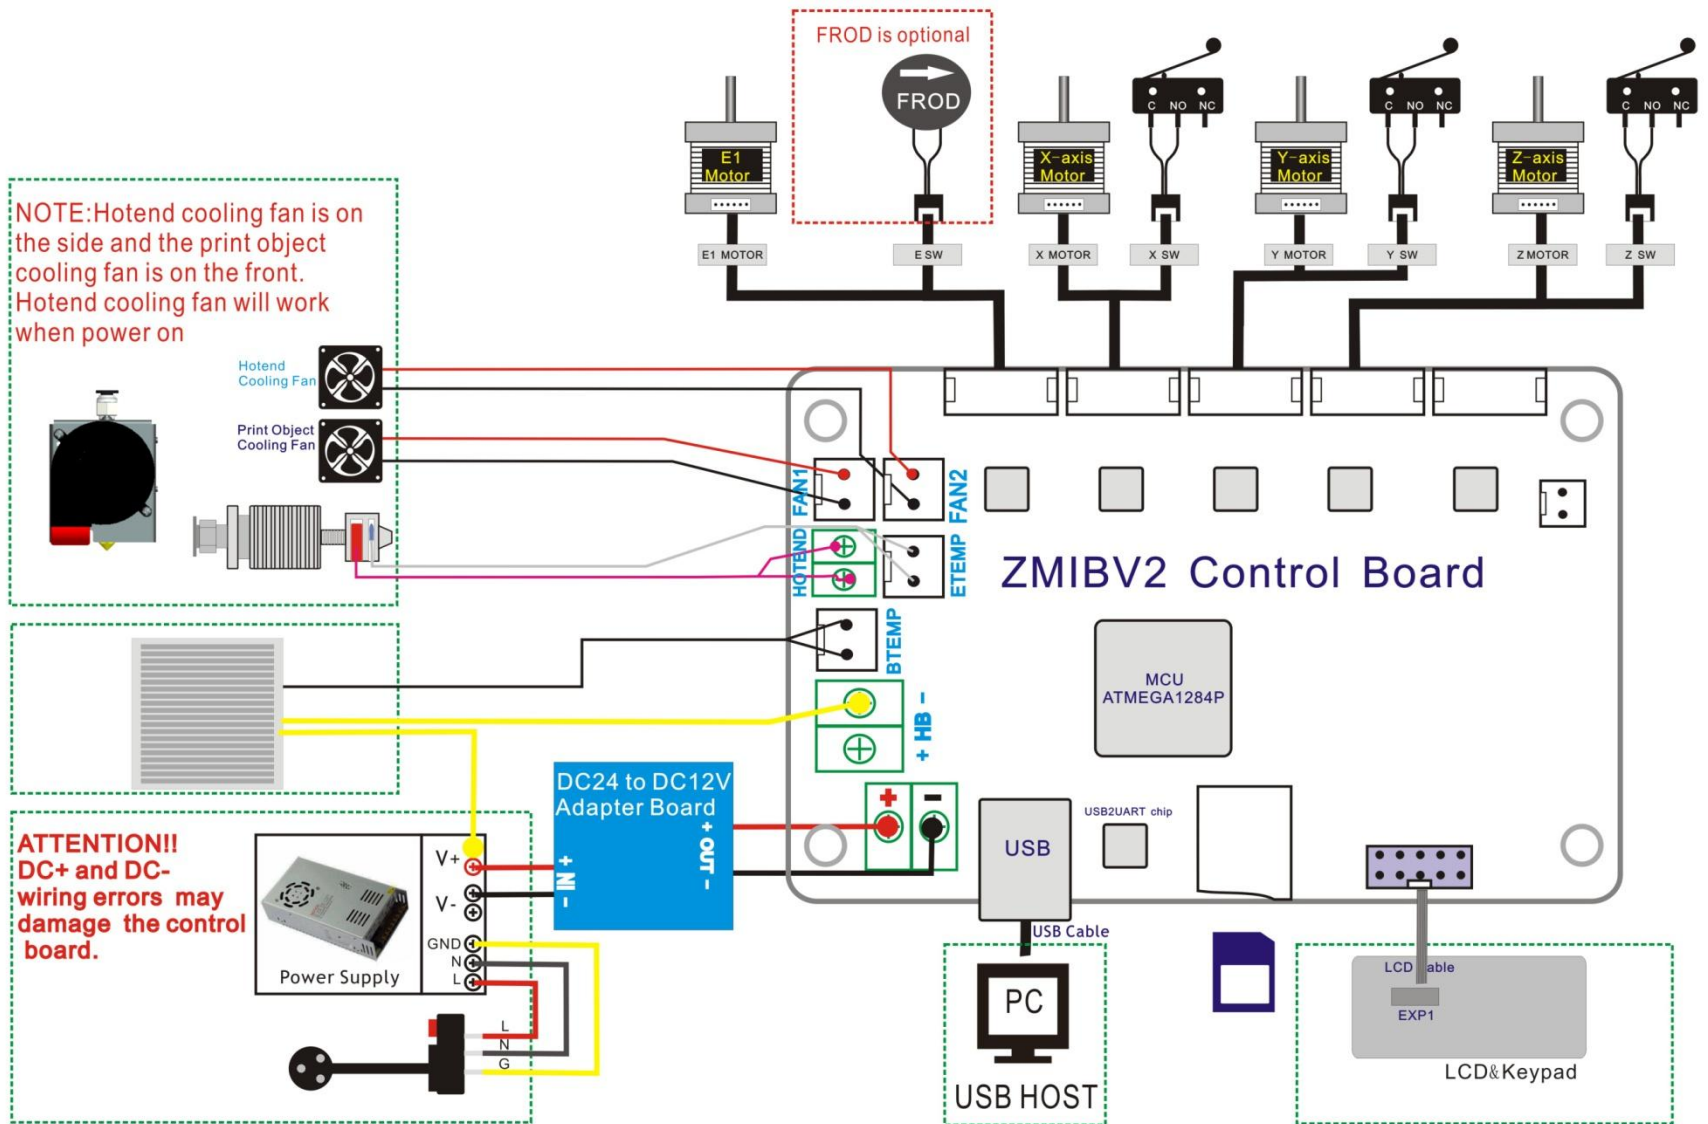 FROD is optional
FROD
E1
Motor
X-axis
Motor
C NO NC
Y-axis
Motor
C NO NC
Z-axis
Motor
C NO NC
E1 MOTOR
E SW
X MOTOR
X SW
Y MOTOR
Y SW
Z MOTOR
Z SW
NOTE:Hotend cooling fan is on
the side and the print object
cooling fan is on the front.
Hotend cooling fan will work
when power on
Hotend
Cooling Fan
Print Object
Cooling Fan
FAN1
FAN2
HOTEND
ETEMP
ZMIBV2 Control Board
BTEMP
MCU
ATMEGA1284P
+ HB -
DC24 to DC12V
Adapter Board
+ IN -
+ OUT -
+ -
USB
USB2UART chip
USB Cable
ATTENTION!!
DC+ and DC-
wiring errors may
damage the control
board.
V+
V-
GND
N
L
Power Supply
L
N
G
PC
USB HOST
EXP1
LCD&Keypad